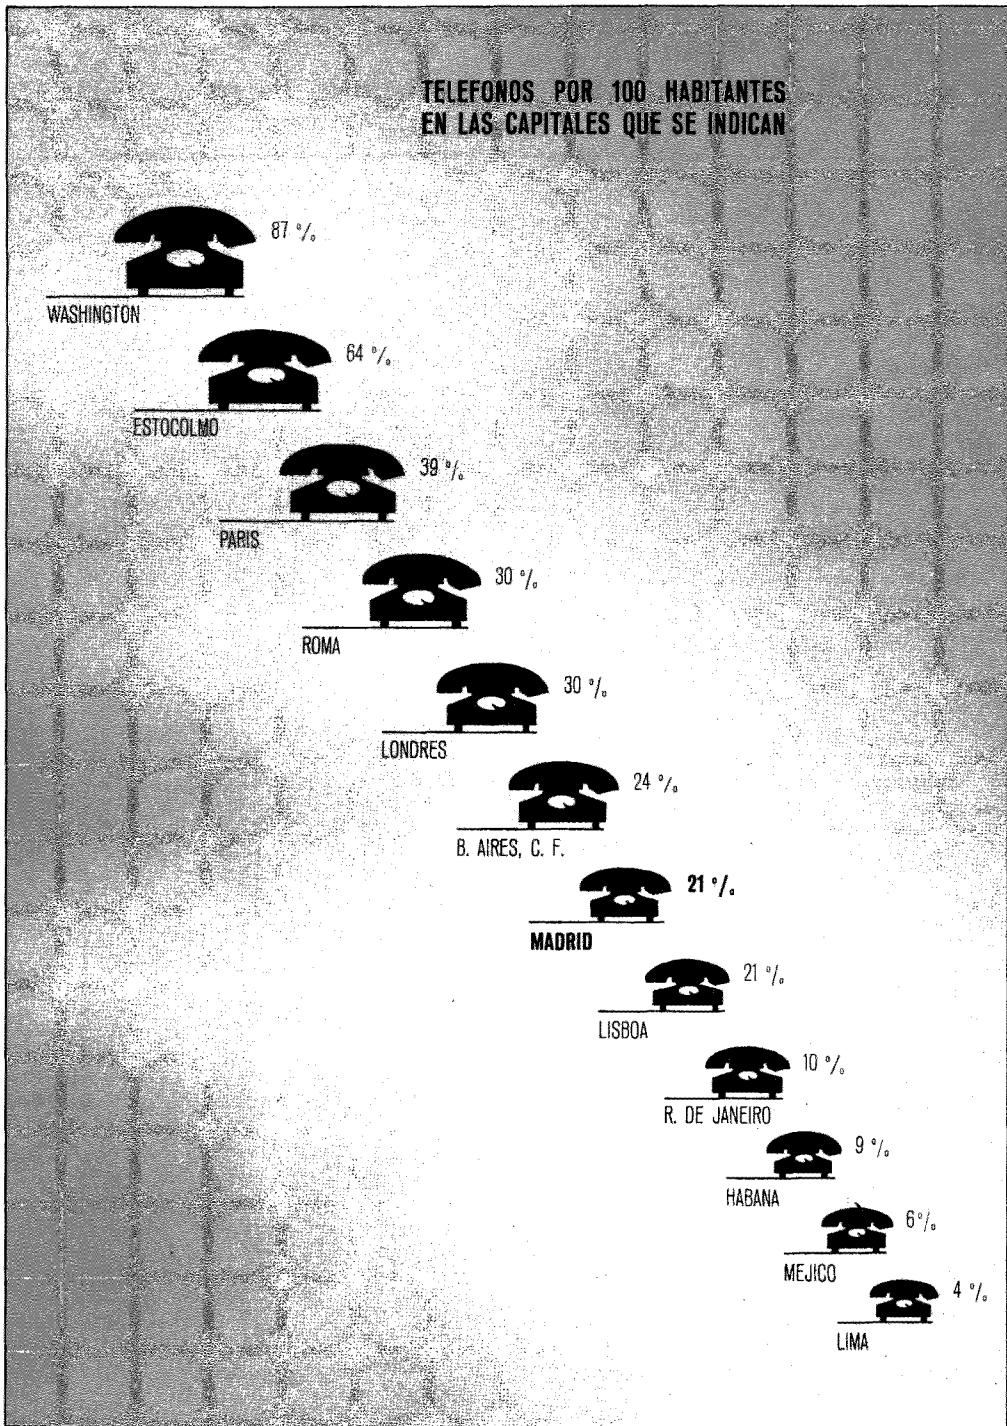 TELEFONOS POR 100 HABITANTES
EN LAS CAPITALES QUE SE INDICAN
87 %
WASHINGTON
64 %
ESTOCOLMO
39 %
PARIS
30 %
ROMA
30 %
LONDRES
24 %
B. AIRES, C. F.
21 %
MADRID
21 %
LISBOA
10 %
R. DE JANEIRO
9 %
HABANA
6 %
MEJICO
4 %
LIMA